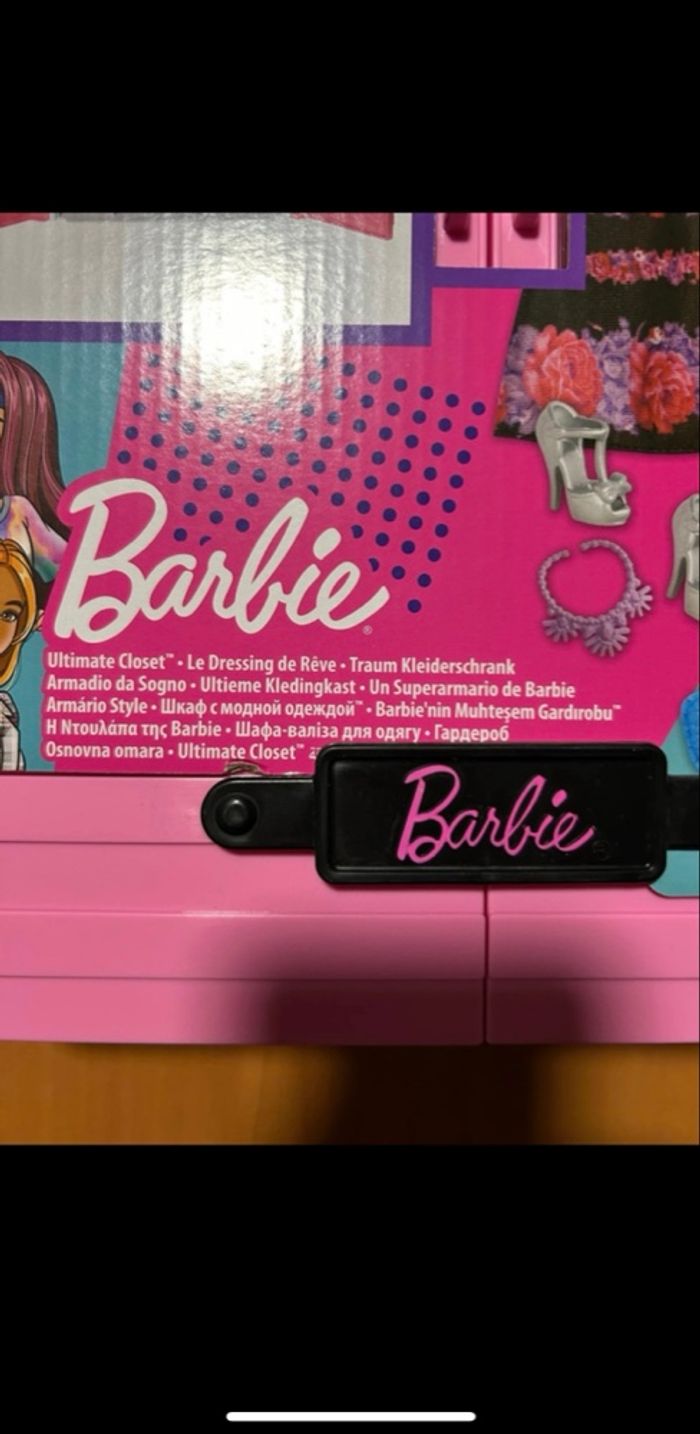 Barbie®
Ultimate Closet™ • Le Dressing de Rêve • Traum Kleiderschrank
Armadio da Sogno • Ultieme Kledingkast • Un Superarmario de Barbie
Armário Style • Шкаф с модной одеждой™ • Barbie'nin Muhteşem Gardırobu™
Η Ντουλάπα της Barbie • Шафа-валіза для одягу • Гардероб
Osnovna omara • Ultimate Closet™
Barbie